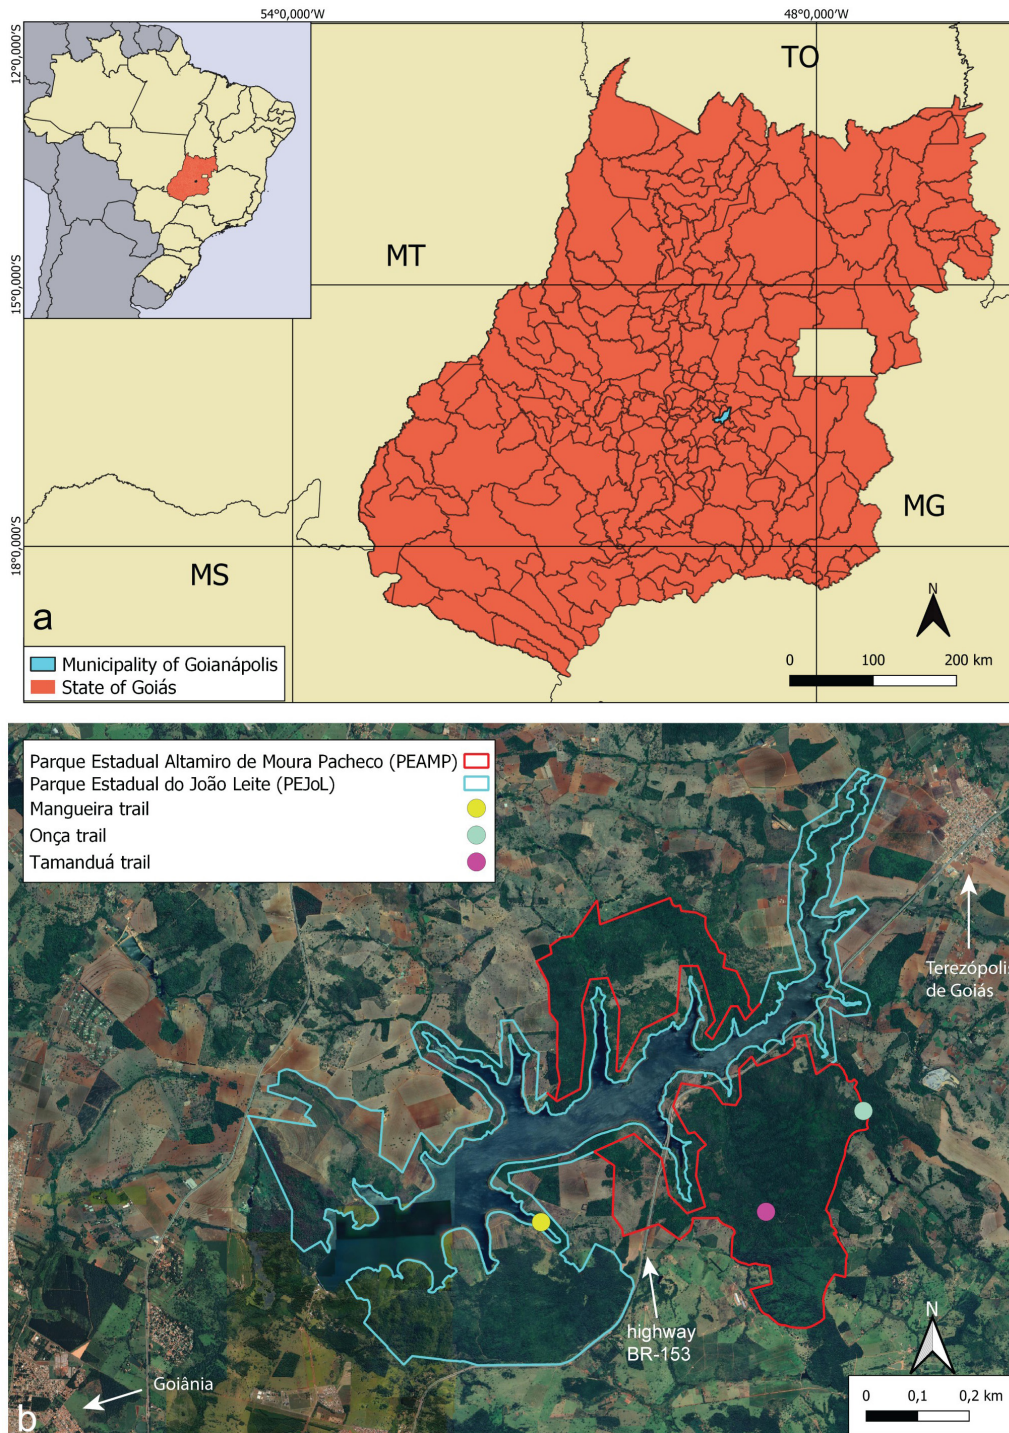 54°0,000'W
48°0,000'W
12°0,000'S
TO
MT
15°0,000'S
MG
18°0,000'S
MS
N
a
Municipality of Goianápolis
State of Goiás
0 100 200 km
Parque Estadual Altamiro de Moura Pacheco (PEAMP)
Parque Estadual do João Leite (PEJoL)
Mangueira trail
Onça trail
Tamanduá trail
Terezópolis
de Goiás
highway
BR-153
N
Goiânia
0 0,1 0,2 km
b